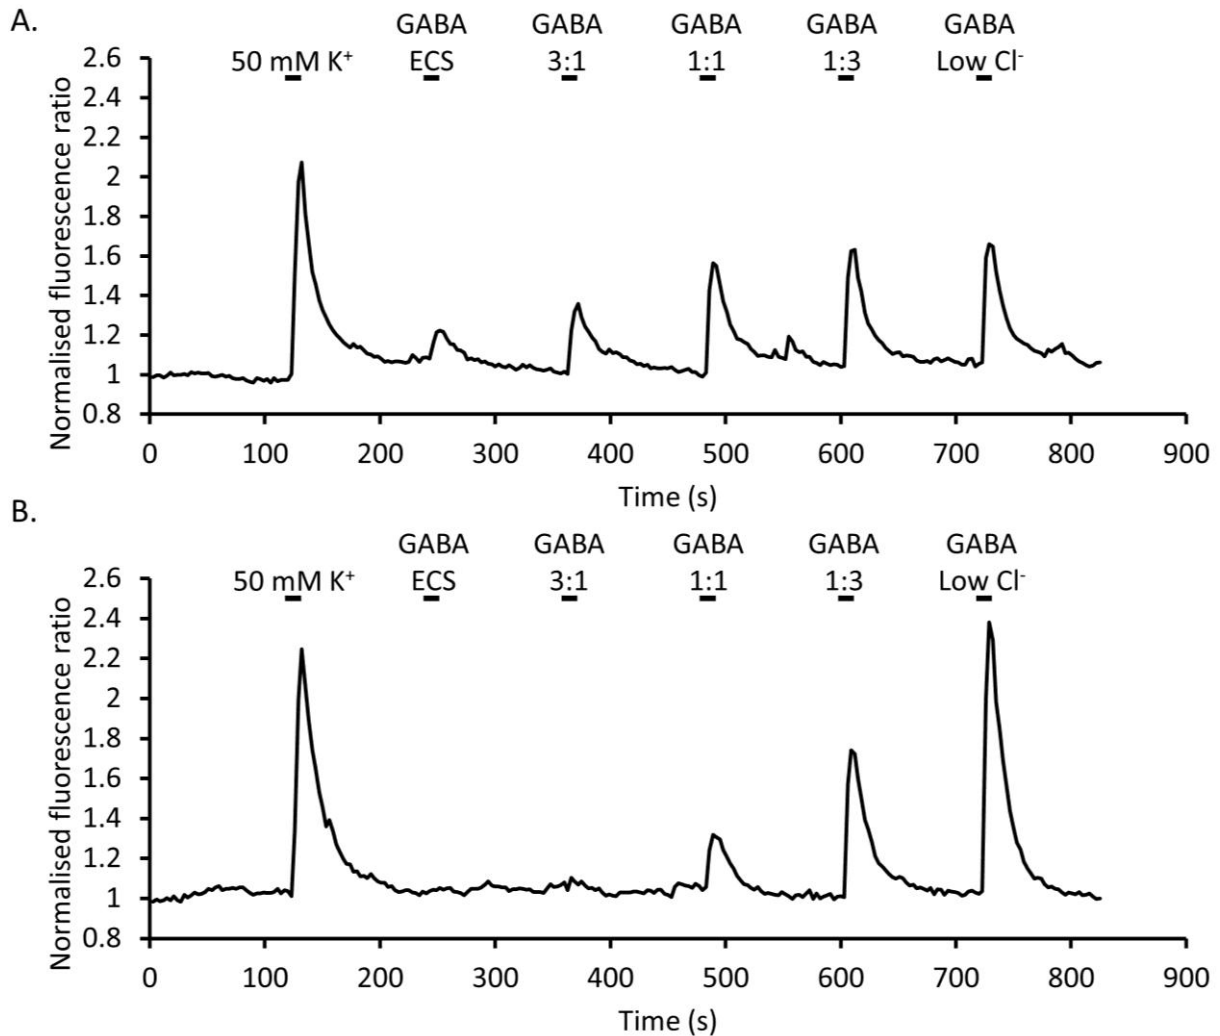 A.
GABA GABA GABA GABA GABA
50 mM K⁺ ECS 3:1 1:1 1:3 Low Cl⁻
2.6
2.4
2.2
2
1.8
1.6
1.4
1.2
1
0.8
Normalised fluorescence ratio
0 100 200 300 400 500 600 700 800 900
Time (s)
B.
GABA GABA GABA GABA GABA
50 mM K⁺ ECS 3:1 1:1 1:3 Low Cl⁻
2.6
2.4
2.2
2
1.8
1.6
1.4
1.2
1
0.8
Normalised fluorescence ratio
0 100 200 300 400 500 600 700 800 900
Time (s)